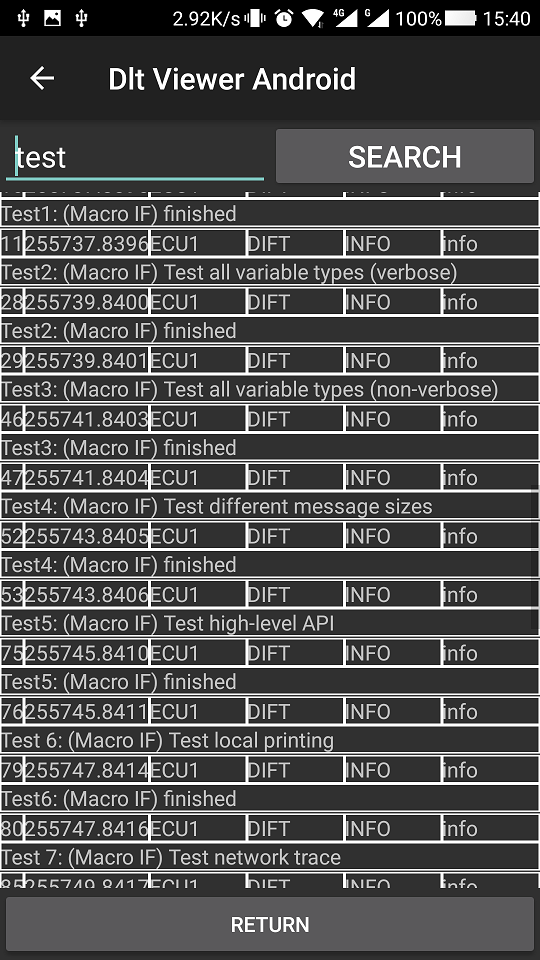 2.92K/s 4G G 100% 15:40
Dlt Viewer Android
test SEARCH
Test1: (Macro IF) finished
11 255737.8396 ECU1 DIFT INFO info
Test2: (Macro IF) Test all variable types (verbose)
28 255739.8400 ECU1 DIFT INFO info
Test2: (Macro IF) finished
29 255739.8401 ECU1 DIFT INFO info
Test3: (Macro IF) Test all variable types (non-verbose)
46 255741.8403 ECU1 DIFT INFO info
Test3: (Macro IF) finished
47 255741.8404 ECU1 DIFT INFO info
Test4: (Macro IF) Test different message sizes
52 255743.8405 ECU1 DIFT INFO info
Test4: (Macro IF) finished
53 255743.8406 ECU1 DIFT INFO info
Test5: (Macro IF) Test high-level API
75 255745.8410 ECU1 DIFT INFO info
Test5: (Macro IF) finished
76 255745.8411 ECU1 DIFT INFO info
Test 6: (Macro IF) Test local printing
79 255747.8414 ECU1 DIFT INFO info
Test6: (Macro IF) finished
80 255747.8416 ECU1 DIFT INFO info
Test 7: (Macro IF) Test network trace
85 255749.8417 ECU1 DIFT INFO info
RETURN